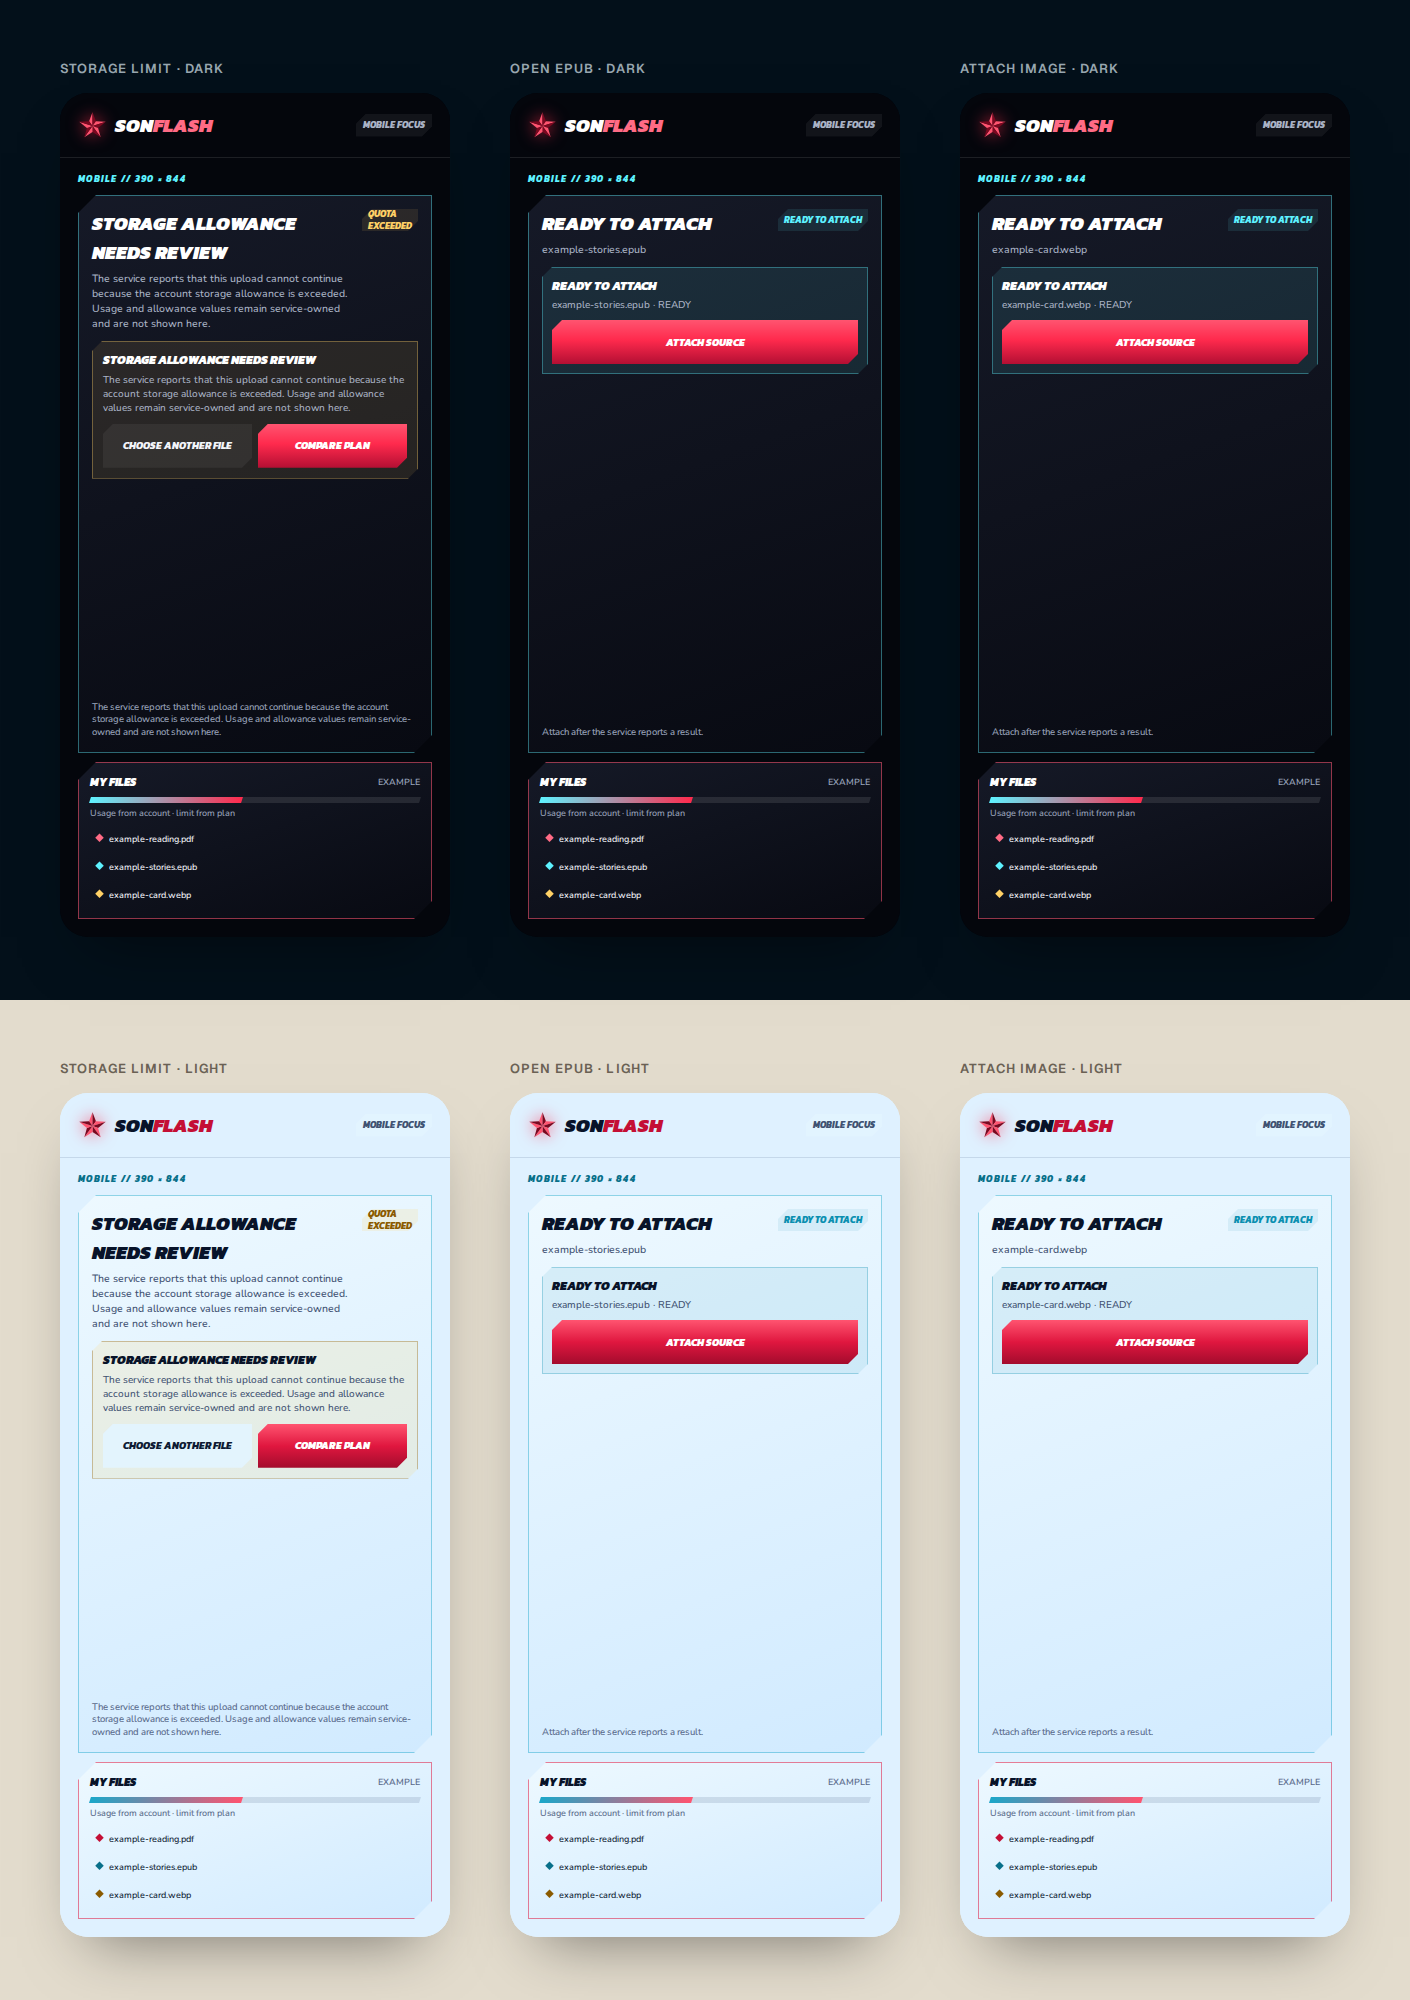 STORAGE LIMIT · DARK
SONFLASH
MOBILE FOCUS
MOBILE // 390 × 844
STORAGE ALLOWANCE
NEEDS REVIEW
QUOTA
EXCEEDED
The service reports that this upload cannot continue
because the account storage allowance is exceeded.
Usage and allowance values remain service-owned
and are not shown here.
STORAGE ALLOWANCE NEEDS REVIEW
The service reports that this upload cannot continue because the
account storage allowance is exceeded. Usage and allowance
values remain service-owned and are not shown here.
CHOOSE ANOTHER FILE
COMPARE PLAN
The service reports that this upload cannot continue because the account
storage allowance is exceeded. Usage and allowance values remain service-
owned and are not shown here.
MY FILES
EXAMPLE
Usage from account · limit from plan
example-reading.pdf
example-stories.epub
example-card.webp
OPEN EPUB · DARK
SONFLASH
MOBILE FOCUS
MOBILE // 390 × 844
READY TO ATTACH
READY TO ATTACH
example-stories.epub
READY TO ATTACH
example-stories.epub · READY
ATTACH SOURCE
Attach after the service reports a result.
MY FILES
EXAMPLE
Usage from account · limit from plan
example-reading.pdf
example-stories.epub
example-card.webp
ATTACH IMAGE · DARK
SONFLASH
MOBILE FOCUS
MOBILE // 390 × 844
READY TO ATTACH
READY TO ATTACH
example-card.webp
READY TO ATTACH
example-card.webp · READY
ATTACH SOURCE
Attach after the service reports a result.
MY FILES
EXAMPLE
Usage from account · limit from plan
example-reading.pdf
example-stories.epub
example-card.webp
STORAGE LIMIT · LIGHT
SONFLASH
MOBILE FOCUS
MOBILE // 390 × 844
STORAGE ALLOWANCE
NEEDS REVIEW
QUOTA
EXCEEDED
The service reports that this upload cannot continue
because the account storage allowance is exceeded.
Usage and allowance values remain service-owned
and are not shown here.
STORAGE ALLOWANCE NEEDS REVIEW
The service reports that this upload cannot continue because the
account storage allowance is exceeded. Usage and allowance
values remain service-owned and are not shown here.
CHOOSE ANOTHER FILE
COMPARE PLAN
The service reports that this upload cannot continue because the account
storage allowance is exceeded. Usage and allowance values remain service-
owned and are not shown here.
MY FILES
EXAMPLE
Usage from account · limit from plan
example-reading.pdf
example-stories.epub
example-card.webp
OPEN EPUB · LIGHT
SONFLASH
MOBILE FOCUS
MOBILE // 390 × 844
READY TO ATTACH
READY TO ATTACH
example-stories.epub
READY TO ATTACH
example-stories.epub · READY
ATTACH SOURCE
Attach after the service reports a result.
MY FILES
EXAMPLE
Usage from account · limit from plan
example-reading.pdf
example-stories.epub
example-card.webp
ATTACH IMAGE · LIGHT
SONFLASH
MOBILE FOCUS
MOBILE // 390 × 844
READY TO ATTACH
READY TO ATTACH
example-card.webp
READY TO ATTACH
example-card.webp · READY
ATTACH SOURCE
Attach after the service reports a result.
MY FILES
EXAMPLE
Usage from account · limit from plan
example-reading.pdf
example-stories.epub
example-card.webp